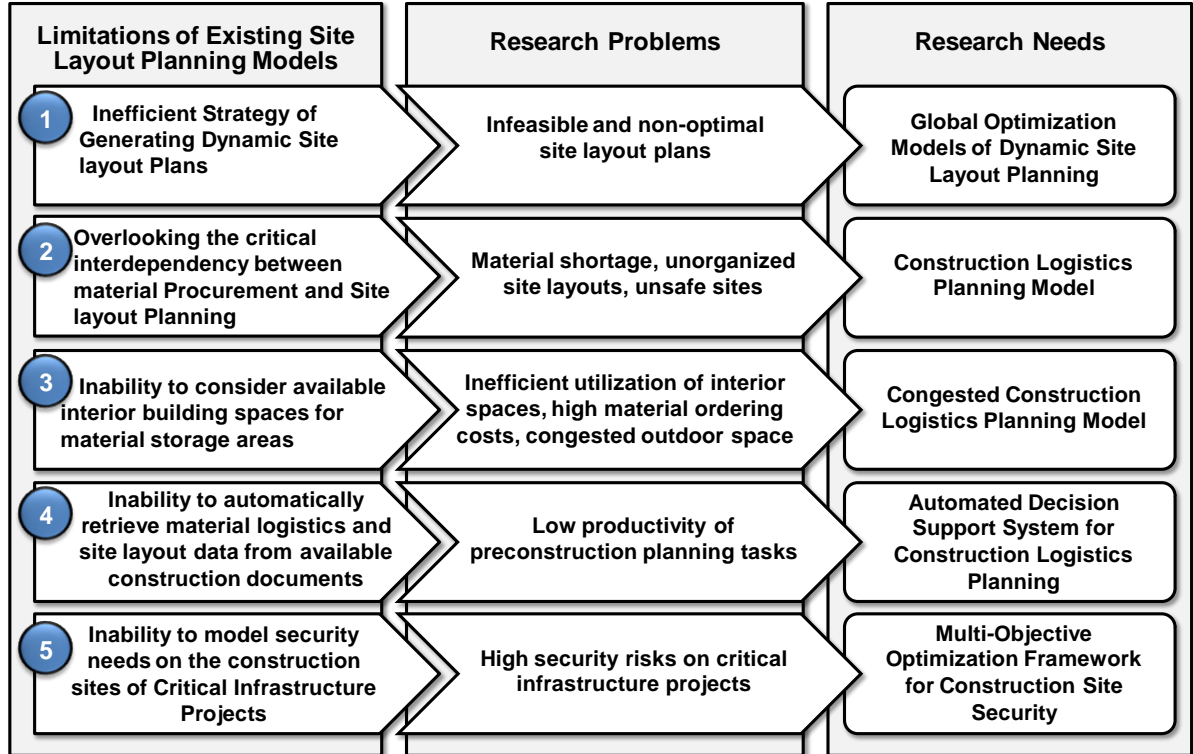 Limitations of Existing Site
Layout Planning Models
Research Problems
Research Needs
1
Inefficient Strategy of
Generating Dynamic Site
layout Plans
Infeasible and non-optimal
site layout plans
Global Optimization
Models of Dynamic Site
Layout Planning
2
Overlooking the critical
interdependency between
material Procurement and Site
layout Planning
Material shortage, unorganized
site layouts, unsafe sites
Construction Logistics
Planning Model
3
Inability to consider available
interior building spaces for
material storage areas
Inefficient utilization of interior
spaces, high material ordering
costs, congested outdoor space
Congested Construction
Logistics Planning Model
4
Inability to automatically
retrieve material logistics and
site layout data from available
construction documents
Low productivity of
preconstruction planning tasks
Automated Decision
Support System for
Construction Logistics
Planning
5
Inability to model security
needs on the construction
sites of Critical Infrastructure
Projects
High security risks on critical
infrastructure projects
Multi-Objective
Optimization Framework
for Construction Site
Security